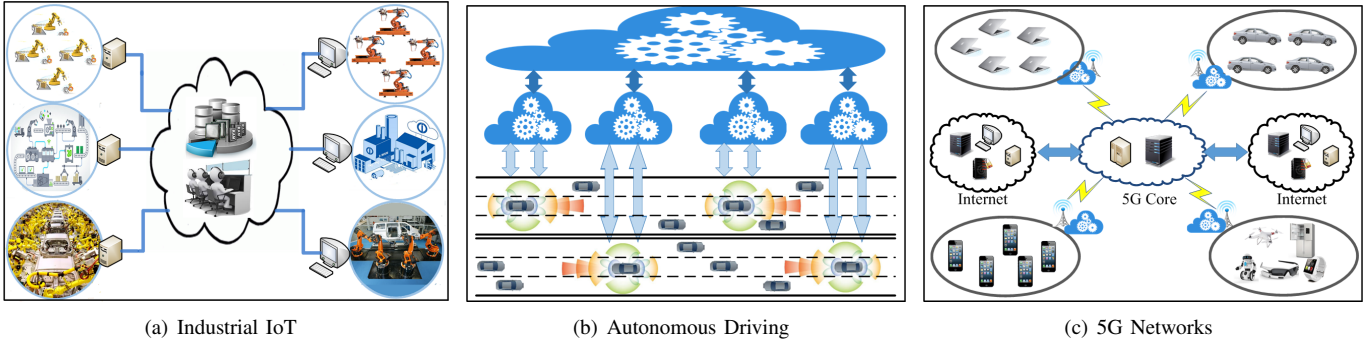 Internet
5G Core
Internet
(a) Industrial IoT
(b) Autonomous Driving
(c) 5G Networks